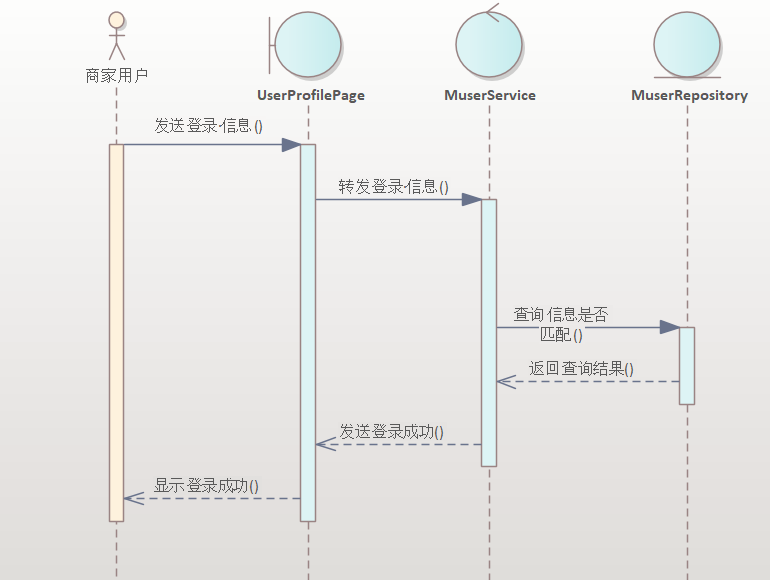 商家用户
UserProfilePage
MuserService
MuserRepository
发送登录信息()
转发登录信息()
查询信息是否
匹配()
返回查询结果()
发送登录成功()
显示登录成功()